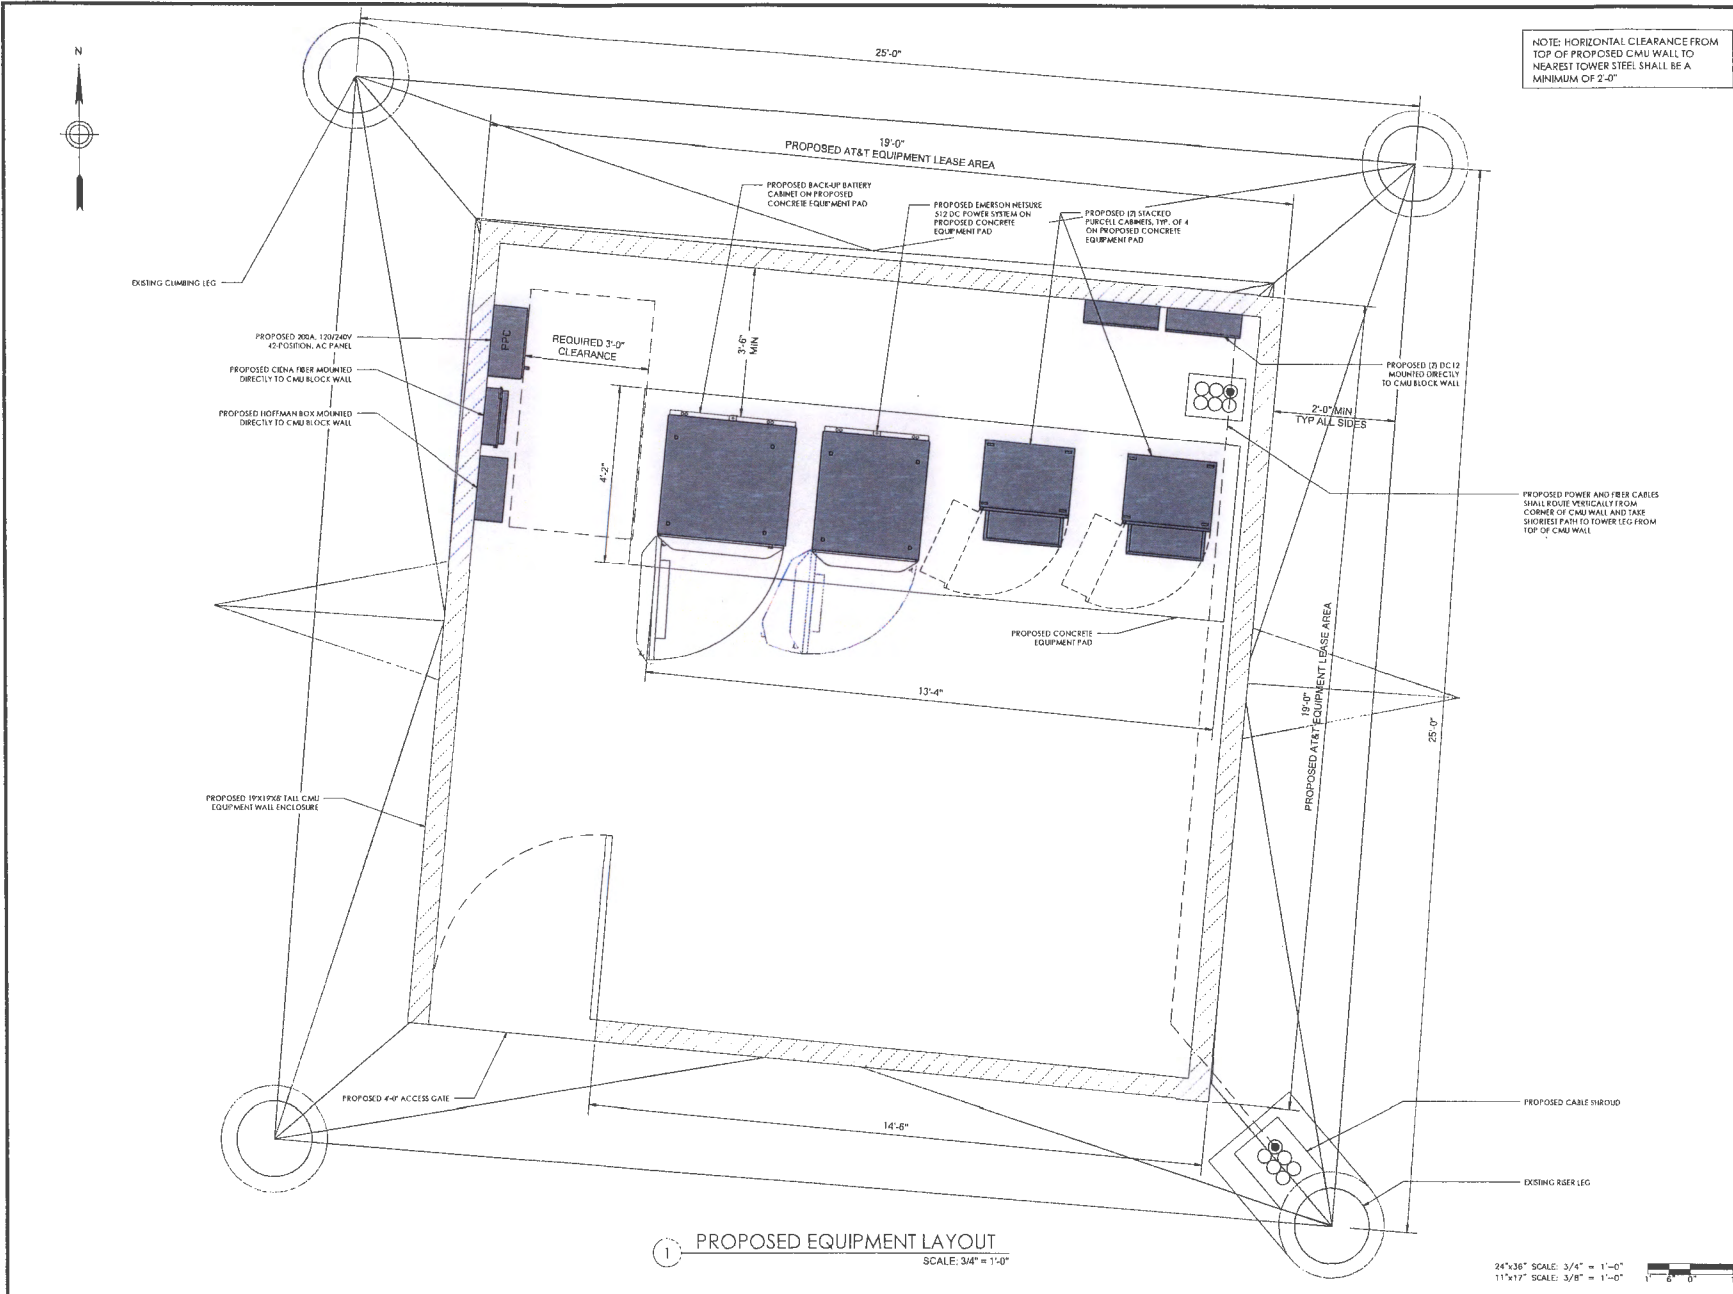 N
25'-0"
NOTE: HORIZONTAL CLEARANCE FROM
TOP OF PROPOSED CMU WALL TO
NEAREST TOWER STEEL SHALL BE A
MINIMUM OF 2'-0"
19'-0"
PROPOSED AT&T EQUIPMENT LEASE AREA
PROPOSED BACK-UP BATTERY
CABINET ON PROPOSED
CONCRETE EQUIPMENT PAD
PROPOSED EMERSON NETSURE
512 DC POWER SYSTEM ON
PROPOSED CONCRETE
EQUIPMENT PAD
PROPOSED (2) STACKED
PURCELL CABINETS, TYP. OF 4
ON PROPOSED CONCRETE
EQUIPMENT PAD
EXISTING CLIMBING LEG
PROPOSED 200A, 120/240V
42-POSITION, AC PANEL
PPC
REQUIRED 3'-0"
CLEARANCE
3'-6"
MIN
PROPOSED CIENA FIBER MOUNTED
DIRECTLY TO CMU BLOCK WALL
PROPOSED (2) DC12
MOUNTED DIRECTLY
TO CMU BLOCK WALL
PROPOSED HOFFMAN BOX MOUNTED
DIRECTLY TO CMU BLOCK WALL
2'-0" MIN
TYP ALL SIDES
4'-2"
PROPOSED POWER AND FIBER CABLES
SHALL ROUTE VERTICALLY FROM
CORNER OF CMU WALL AND TAKE
SHORTEST PATH TO TOWER LEG FROM
TOP OF CMU WALL
PROPOSED CONCRETE
EQUIPMENT PAD
13'-4"
19'-0"
PROPOSED AT&T EQUIPMENT LEASE AREA
25'-0"
PROPOSED 19'X19'X8' TALL CMU
EQUIPMENT WALL ENCLOSURE
PROPOSED 4'-0" ACCESS GATE
14'-6"
PROPOSED CABLE SHROUD
EXISTING RISER LEG
1 PROPOSED EQUIPMENT LAYOUT
SCALE: 3/4" = 1'-0"
24"x36" SCALE: 3/4" = 1'-0"
11"x17" SCALE: 3/8" = 1'-0"
1' 6" 0"